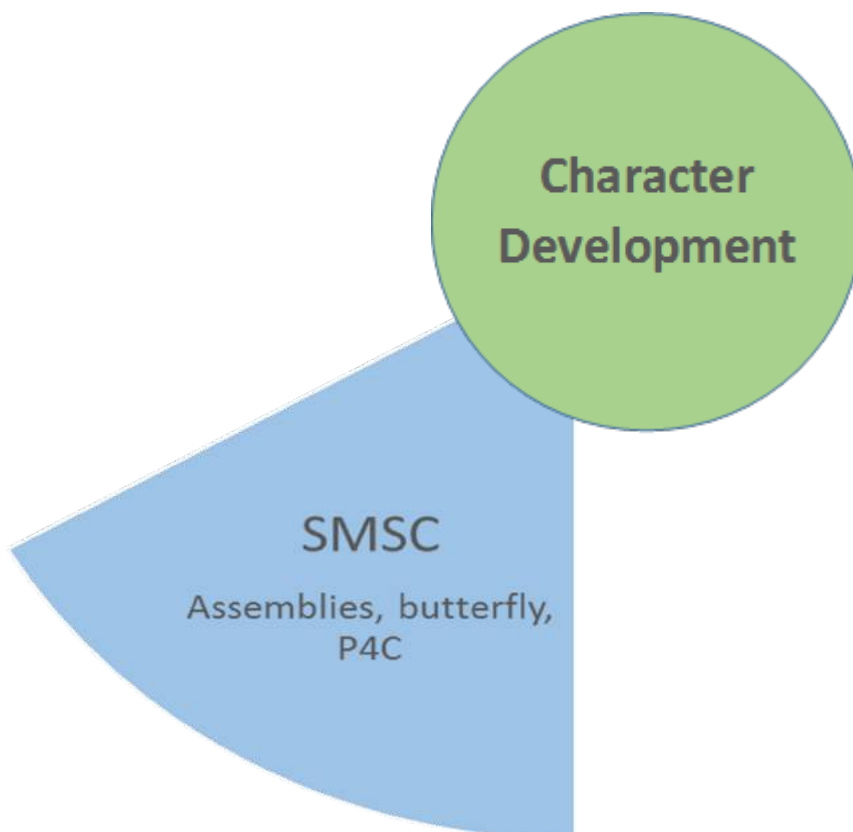 Character
Development
SMSC
Assemblies, butterfly,
P4C